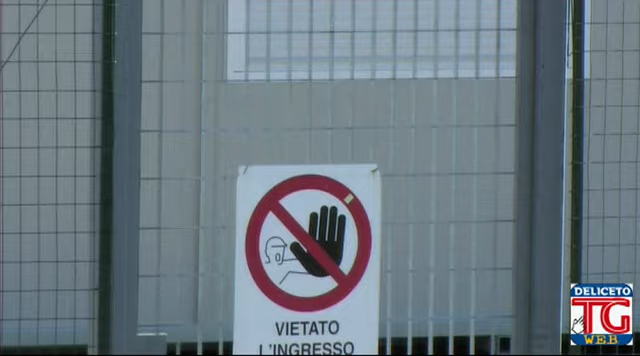 VIETATO
L'INGRESSO
DELICETO
TG
WEB